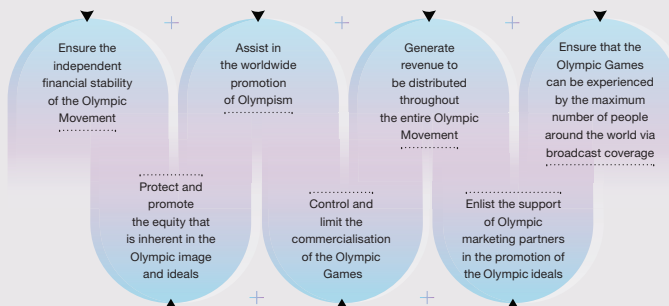 Ensure the
independent
financial stability
of the Olympic
Movement
Assist in
the worldwide
promotion
of Olympism
Generate
revenue to
be distributed
throughout
the entire Olympic
Movement
Ensure that the
Olympic Games
can be experienced
by the maximum
number of people
around the world via
broadcast coverage
Protect and
promote
the equity that
is inherent in the
Olympic image
and ideals
Control and
limit the
commercialisation
of the Olympic
Games
Enlist the support
of Olympic
marketing partners
in the promotion of
the Olympic ideals